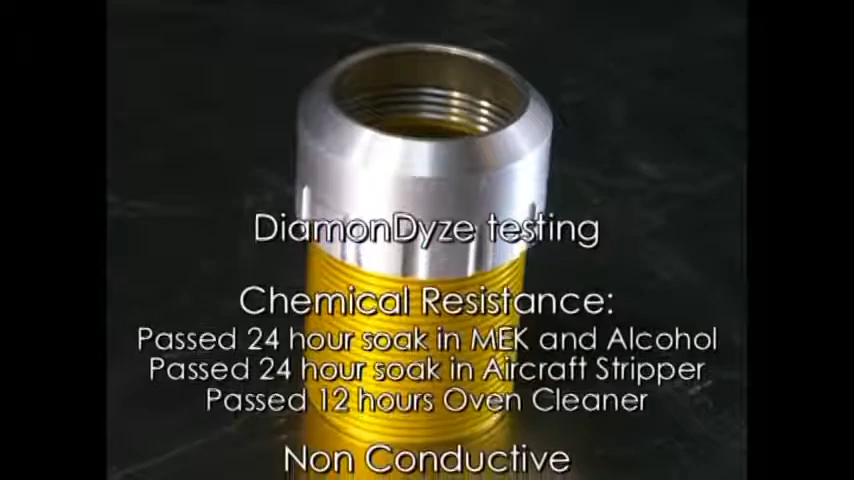 DiamonDyze testing
Chemical Resistance:
Passed 24 hour soak in MEK and Alcohol
Passed 24 hour soak in Aircraft Stripper
Passed 12 hours Oven Cleaner
Non Conductive